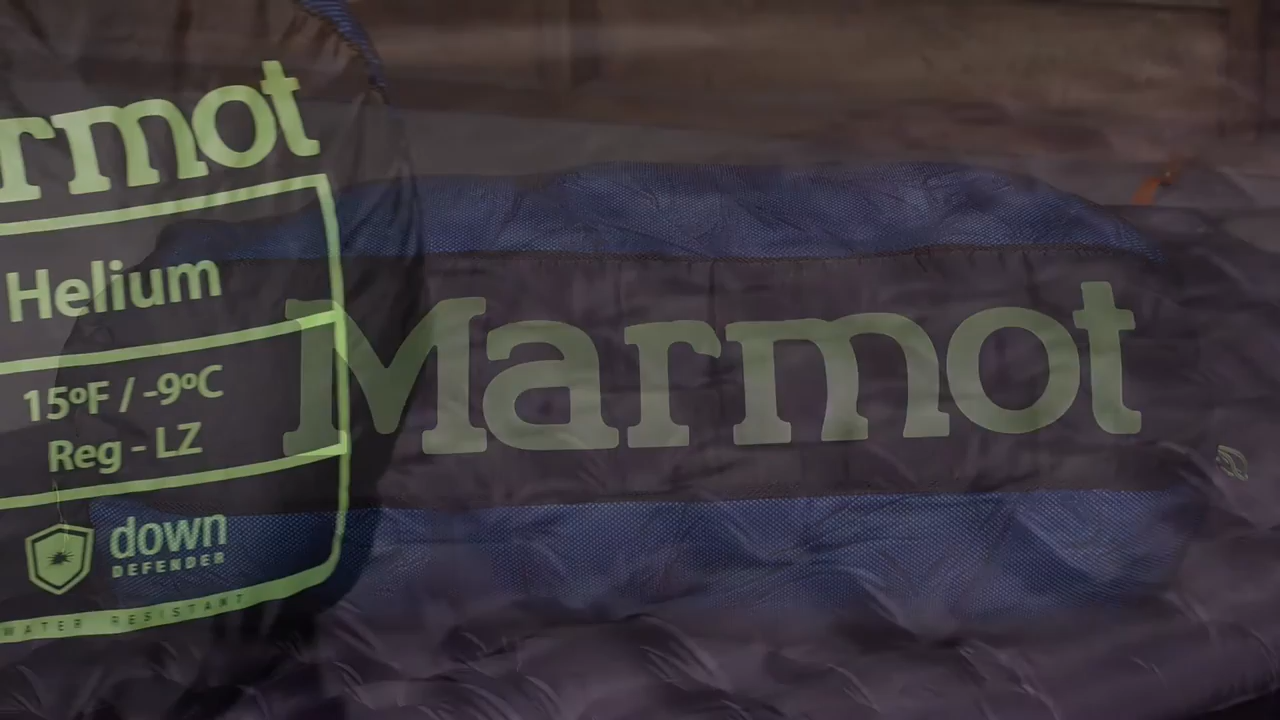 rmot
Helium
15ºF / -9ºC
Reg - LZ
down
DEFENDER
WATER RESISTANT
Marmot